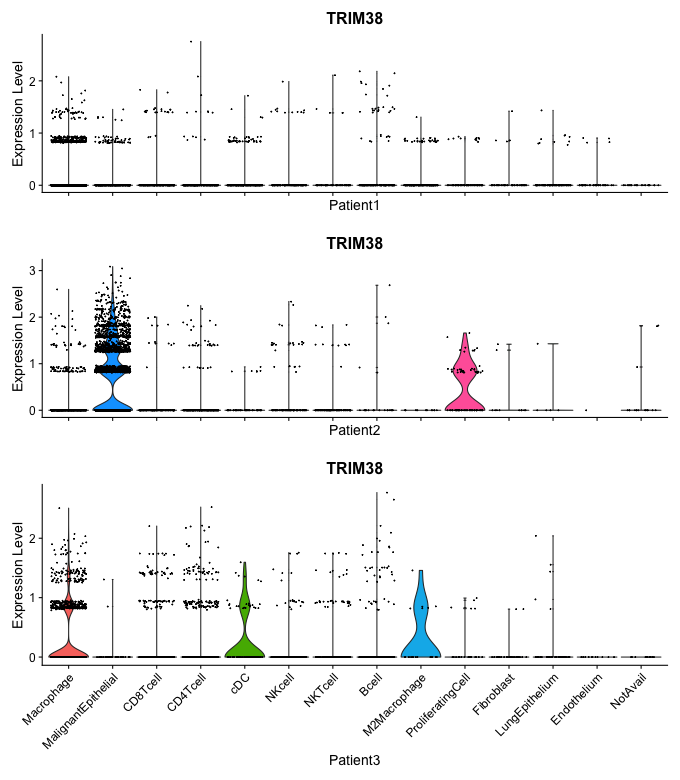 TRIM38
Expression Level
2
1
0
Patient1
TRIM38
Expression Level
3
2
1
0
Patient2
TRIM38
Expression Level
2
1
0
Macrophage
MalignantEpithelial
CD8Tcell
CD4Tcell
cDC
NKcell
NKTcell
Bcell
M2Macrophage
ProliferatingCell
Fibroblast
LungEpithelium
Endothelium
NotAvail
Patient3